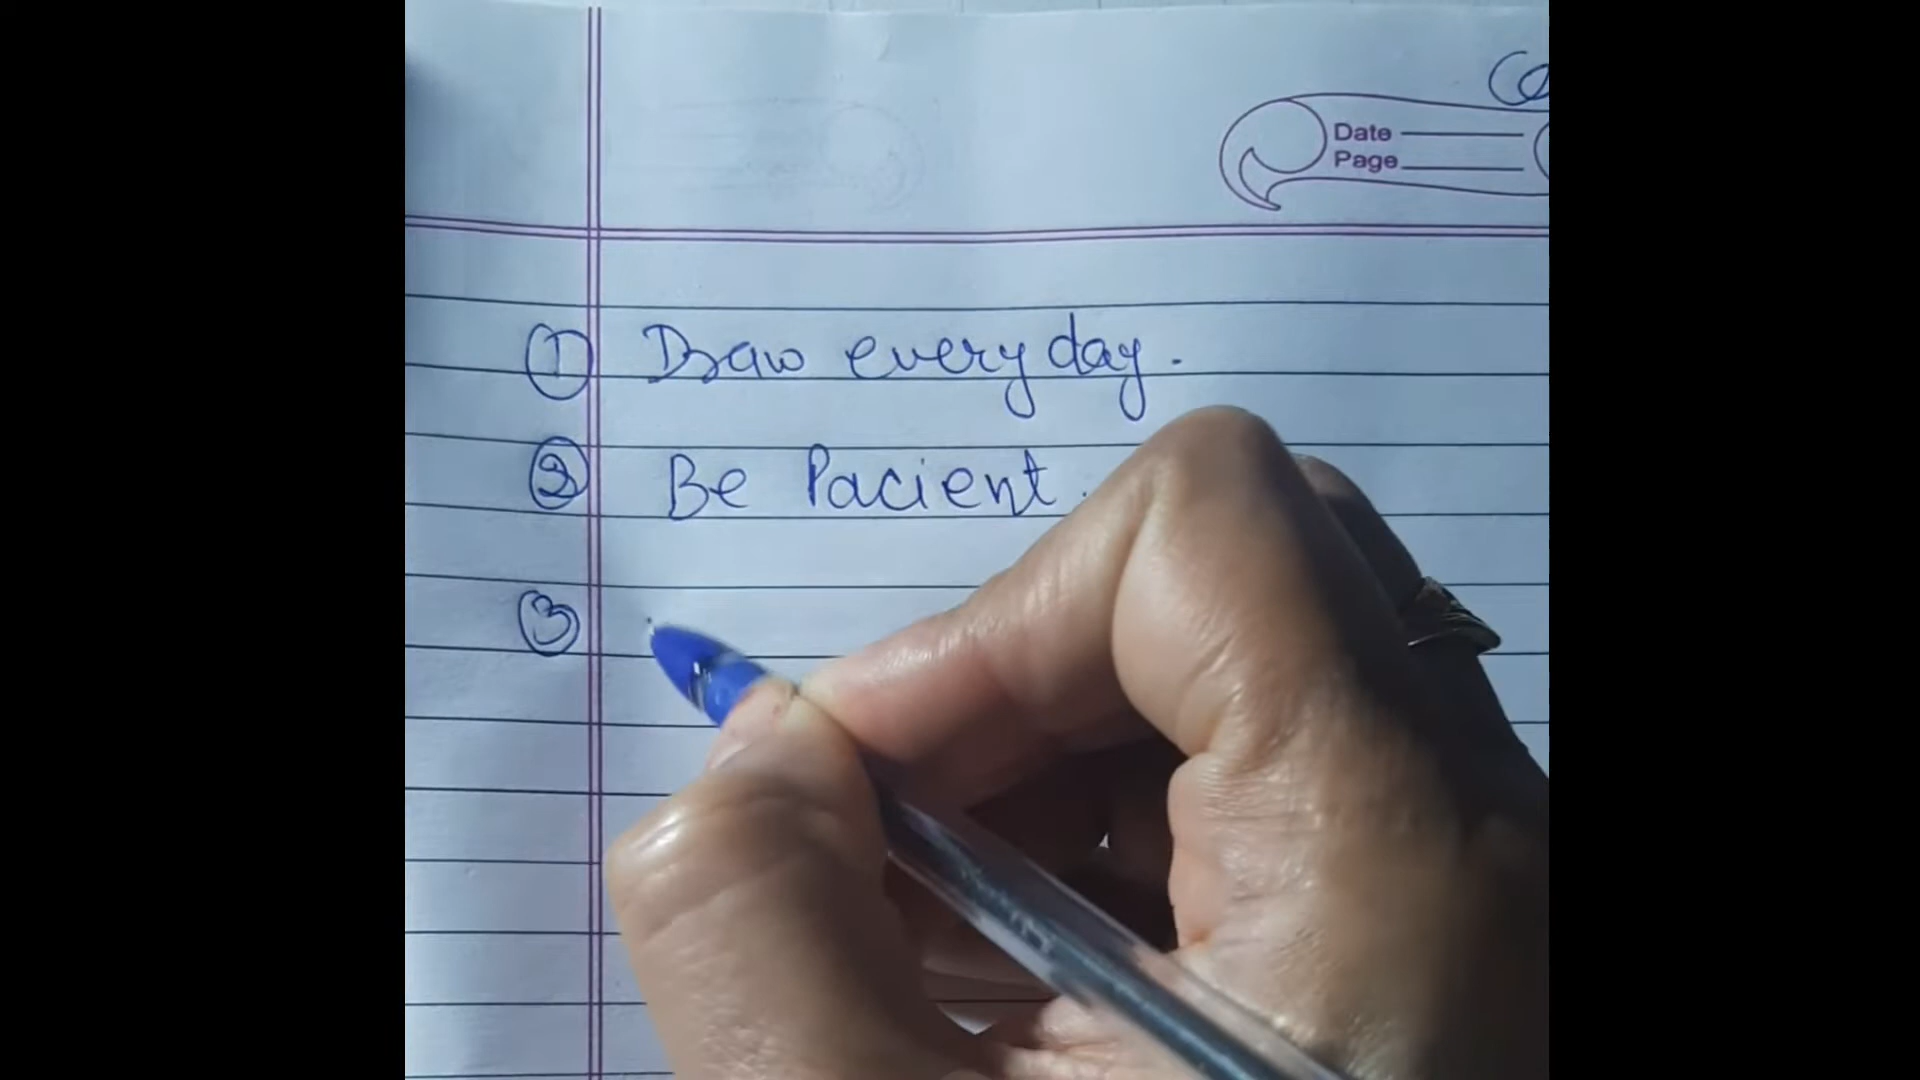 Date
Page
① Draw everyday.
② Be Pacient.
③